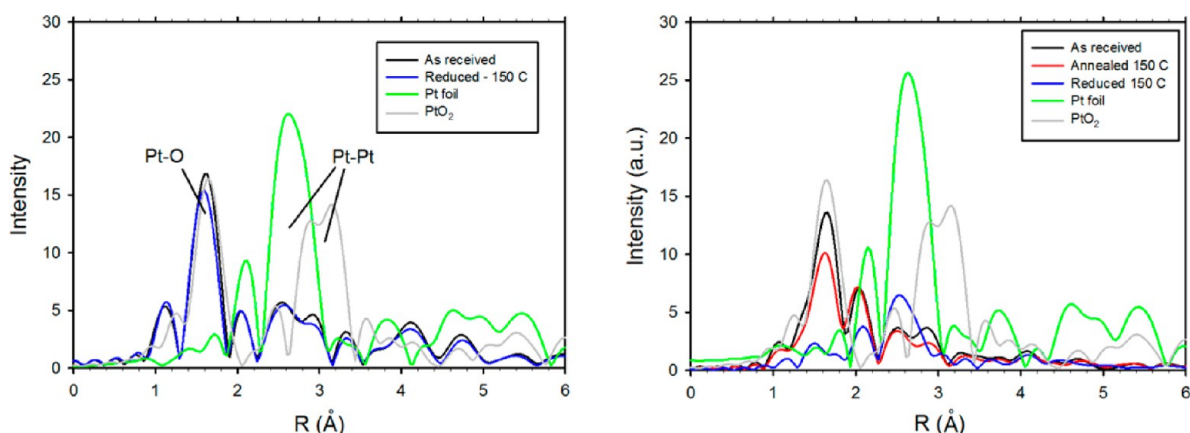 30
25
20
15
10
5
0
Intensity
As received
Reduced - 150 C
Pt foil
PtO2
Pt-O
Pt-Pt
0 1 2 3 4 5 6
R (Å)
30
25
20
15
10
5
0
Intensity (a.u.)
As received
Annealed 150 C
Reduced 150 C
Pt foil
PtO2
0 1 2 3 4 5 6
R (Å)